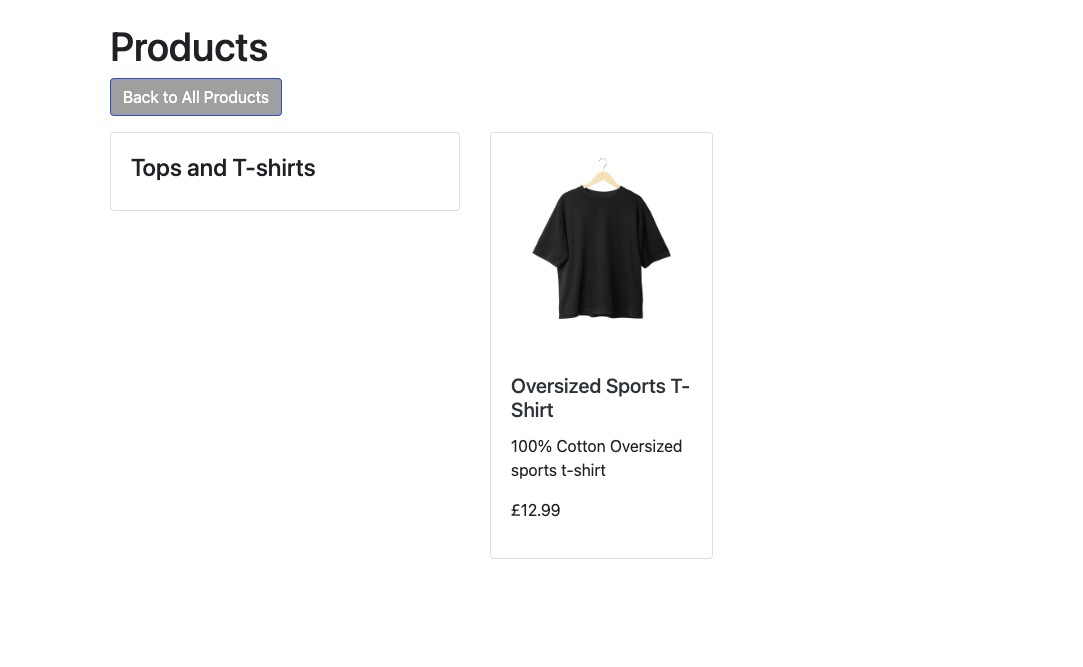 Products
Back to All Products
Tops and T-shirts
Oversized Sports T-
Shirt
100% Cotton Oversized
sports t-shirt
£12.99